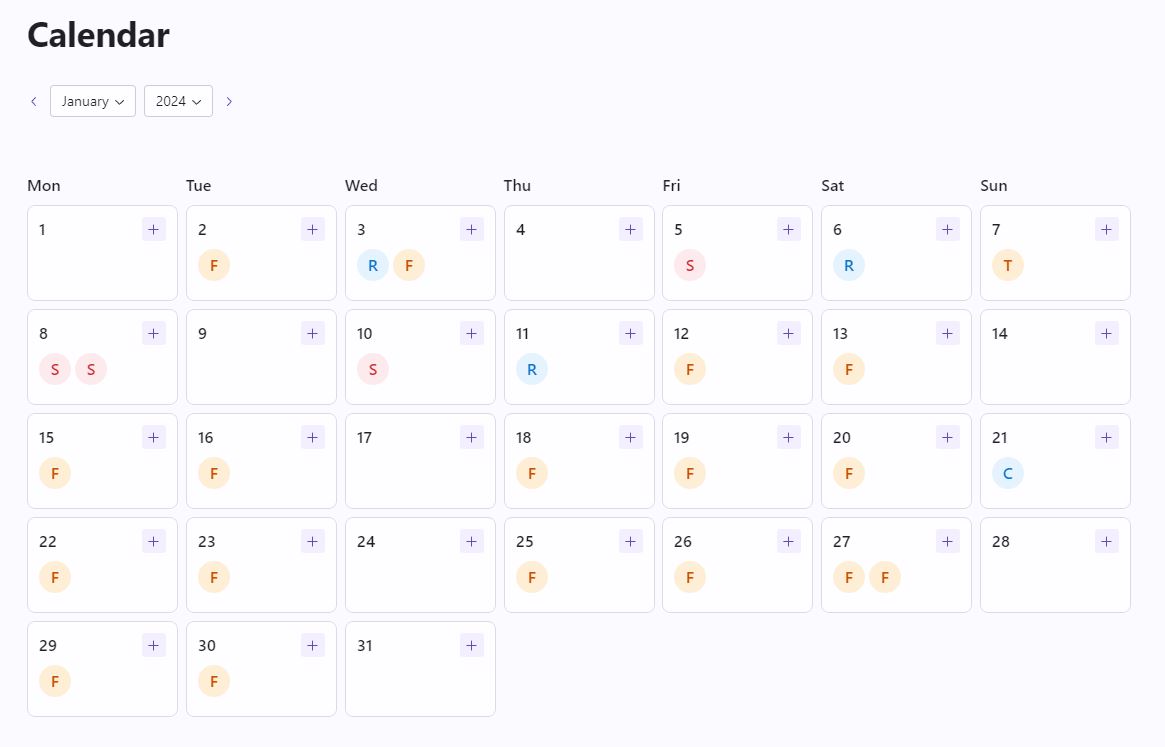 Calendar
January 2024
Mon Tue Wed Thu Fri Sat Sun
1 2 3 4 5 6 7
F R F S R T
8 9 10 11 12 13 14
S S S R F F
15 16 17 18 19 20 21
F F F F F C
22 23 24 25 26 27 28
F F F F F F
29 30 31
F F